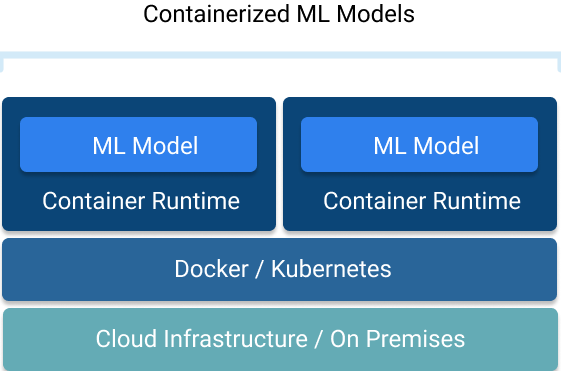 Containerized ML Models
ML Model
ML Model
Container Runtime
Container Runtime
Docker / Kubernetes
Cloud Infrastructure / On Premises